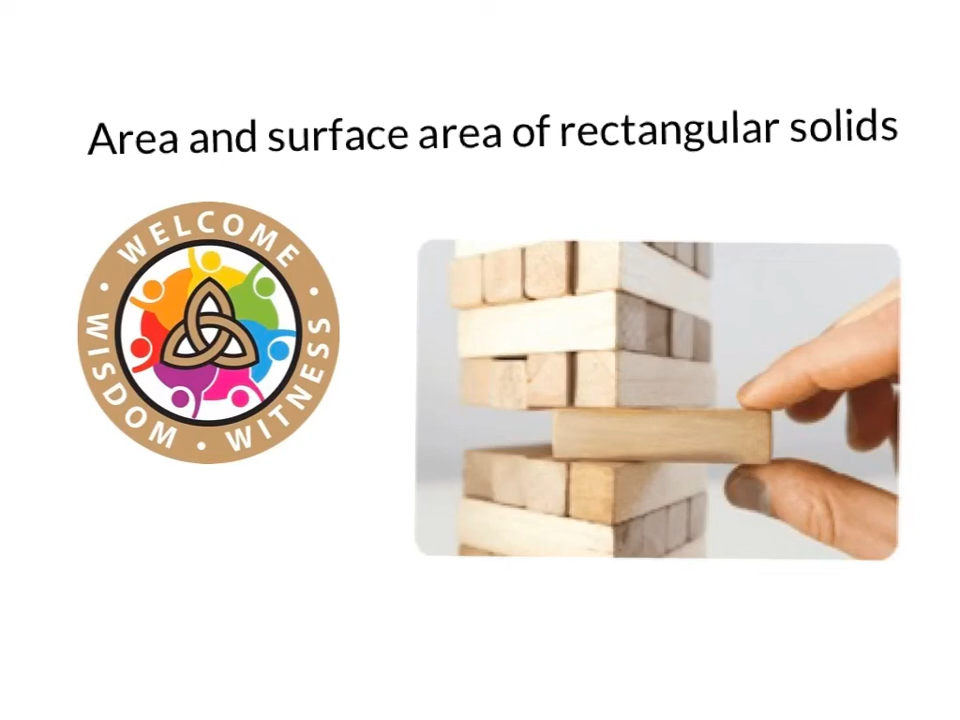 Area and surface area of rectangular solids
WELCOME
WISDOM • WITNESS